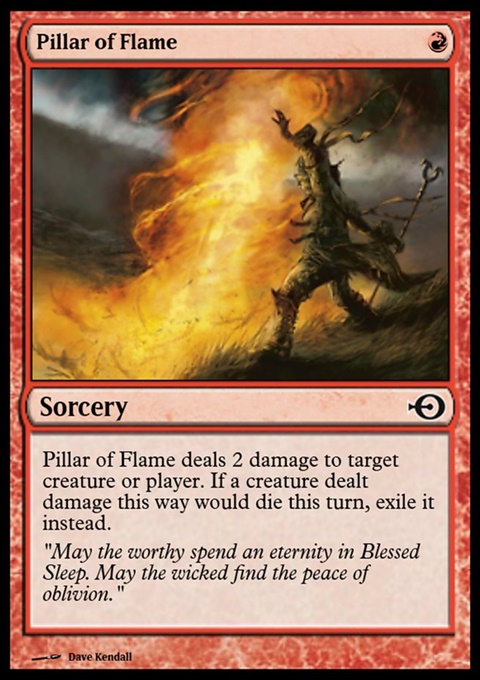 Pillar of Flame
Sorcery
Pillar of Flame deals 2 damage to target
creature or player. If a creature dealt
damage this way would die this turn, exile it
instead.
"May the worthy spend an eternity in Blessed
Sleep. May the wicked find the peace of
oblivion."
Dave Kendall